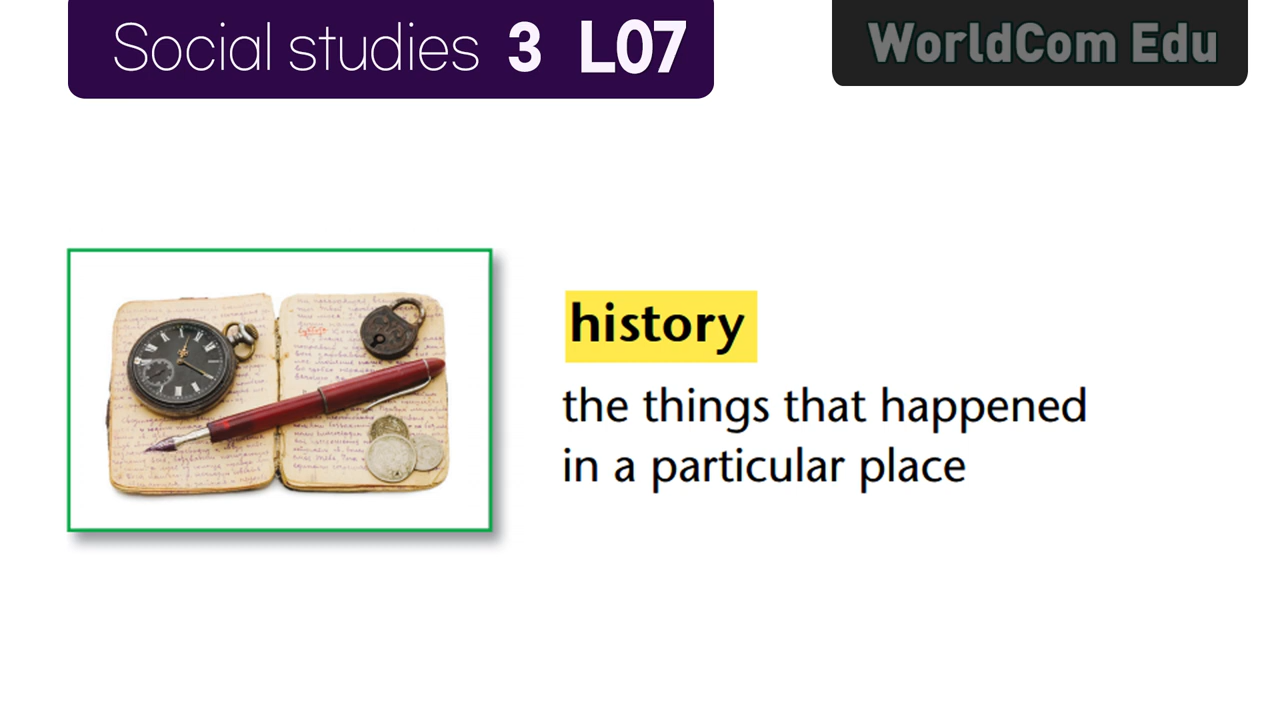 Social studies 3 L07
WorldCom Edu
history
the things that happened
in a particular place